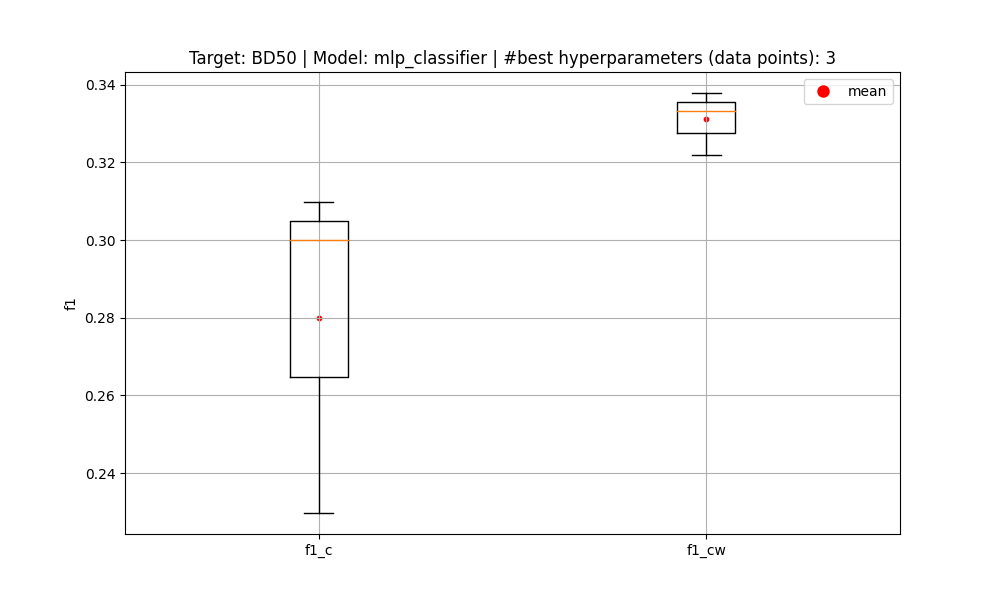 Target: BD50 | Model: mlp_classifier | #best hyperparameters (data points): 3
mean
0.34
0.32
0.30
0.28
0.26
0.24
f1
f1_c
f1_cw